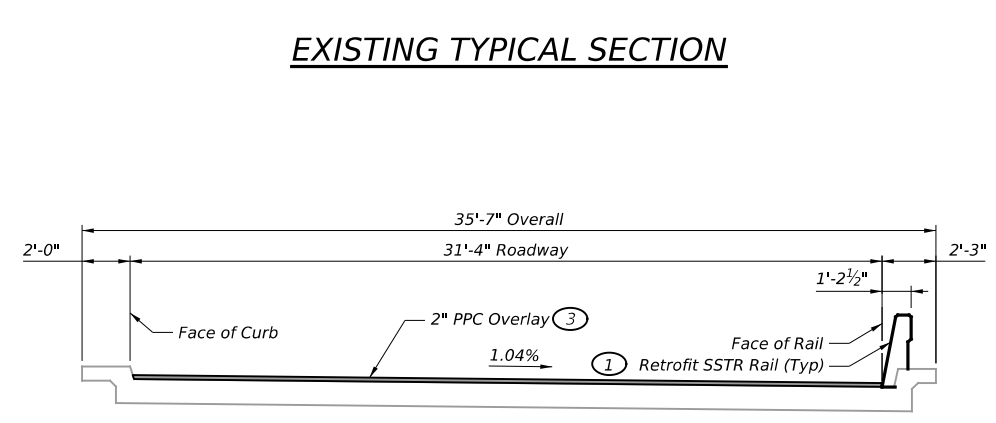 EXISTING TYPICAL SECTION
35'-7" Overall
2'-0"
31'-4" Roadway
2'-3"
1'-2½"
2" PPC Overlay 3
Face of Curb
Face of Rail
1.04%
1 Retrofit SSTR Rail (Typ)